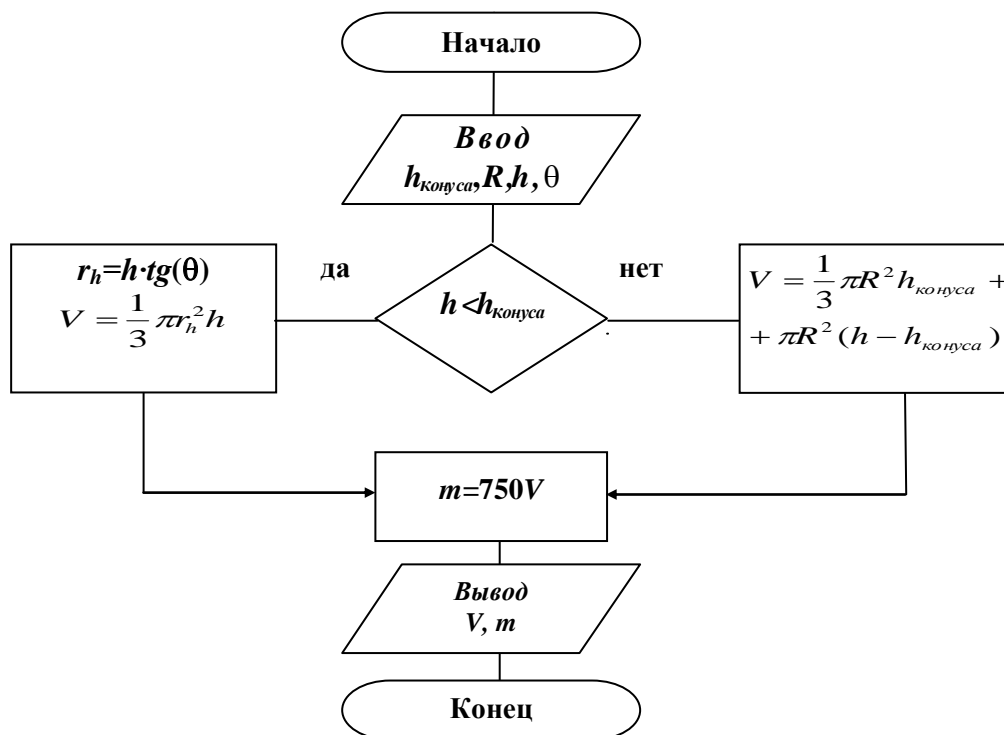 Начало
Ввод
hконуса,R,h, θ
rh=h·tg(θ)
V = 1/3 πrh²h
да
h<hконуса
нет
V = 1/3 πR²hконуса +
+ πR²(h − hконуса)
m=750V
Вывод
V, m
Конец